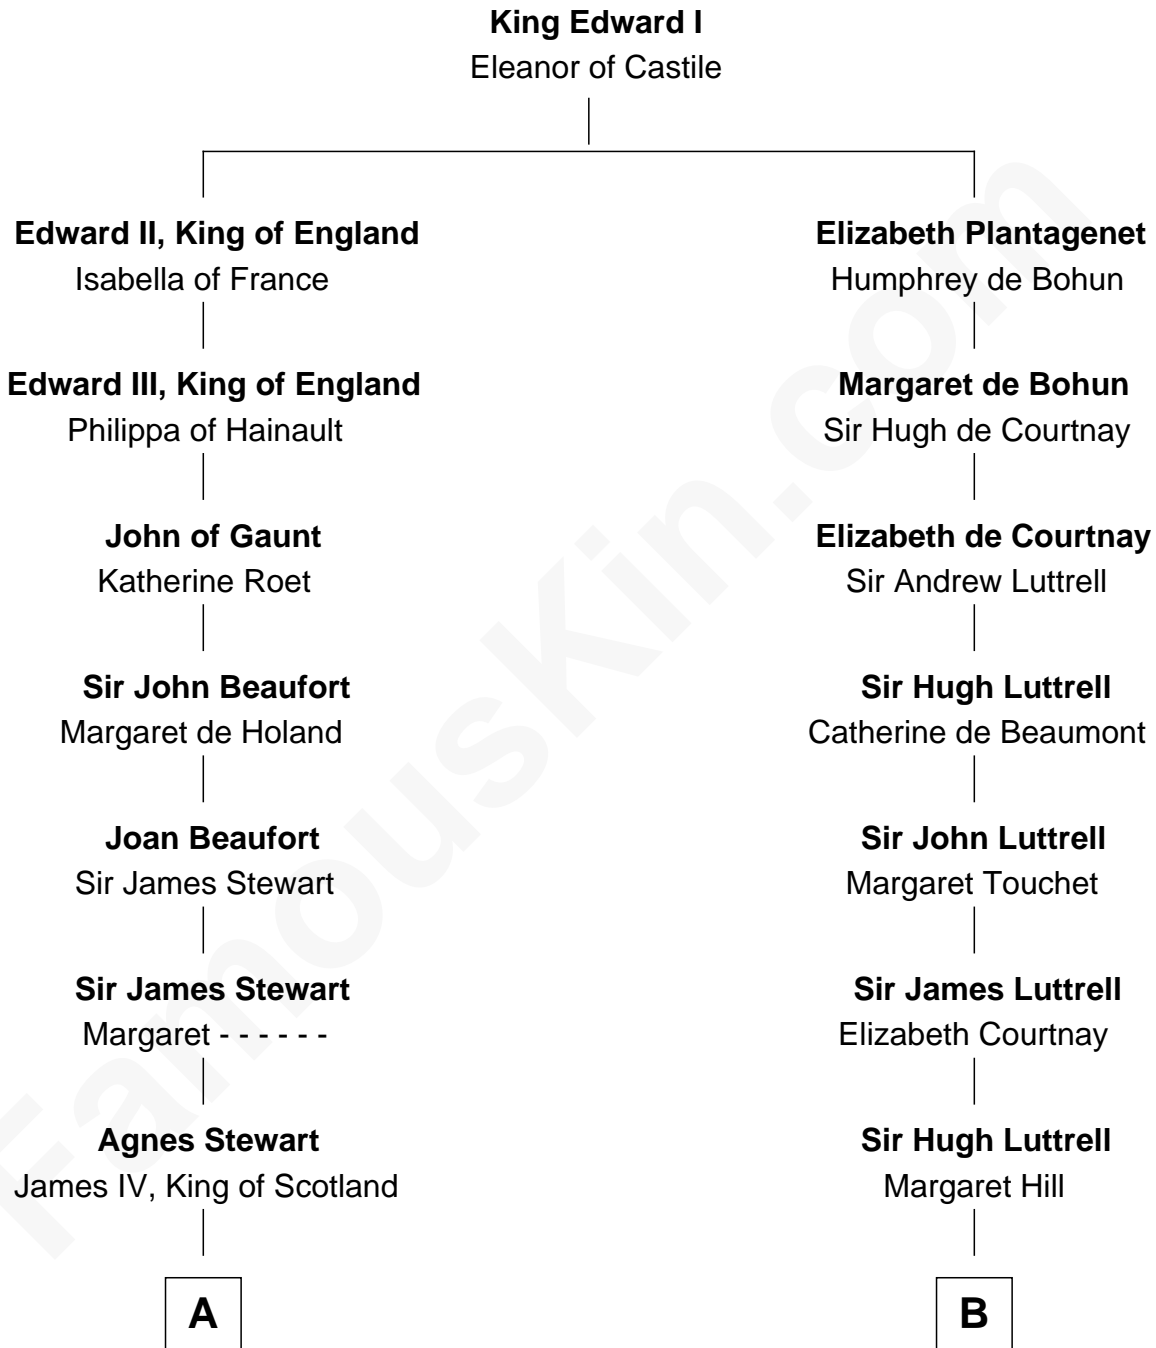 King Edward I
Eleanor of Castile
Edward II, King of England
Isabella of France
Elizabeth Plantagenet
Humphrey de Bohun
Edward III, King of England
Philippa of Hainault
Margaret de Bohun
Sir Hugh de Courtnay
John of Gaunt
Katherine Roet
Elizabeth de Courtnay
Sir Andrew Luttrell
Sir John Beaufort
Margaret de Holand
Sir Hugh Luttrell
Catherine de Beaumont
Joan Beaufort
Sir James Stewart
Sir John Luttrell
Margaret Touchet
Sir James Stewart
Margaret - - - - - -
Sir James Luttrell
Elizabeth Courtnay
Agnes Stewart
James IV, King of Scotland
Sir Hugh Luttrell
Margaret Hill
A
B
FamousKin.com